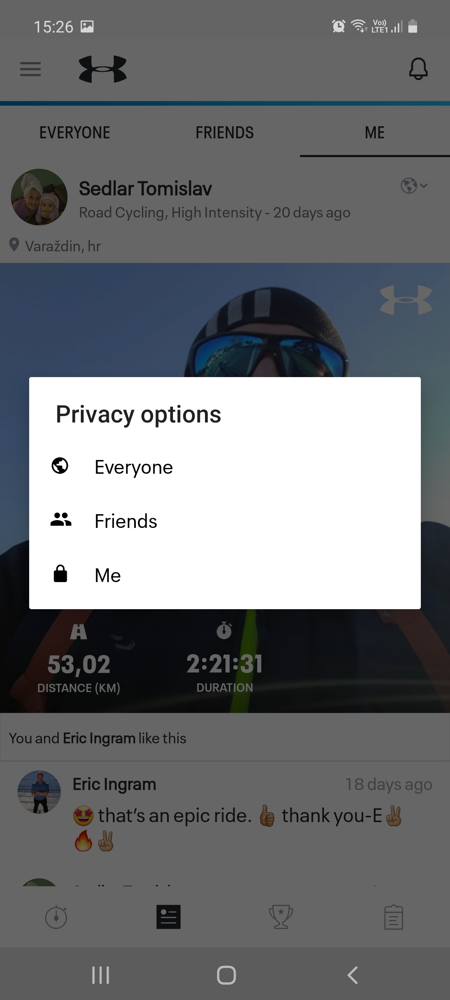 15:26
Vo))
LTE1
EVERYONE FRIENDS ME
Sedlar Tomislav
Road Cycling, High Intensity - 20 days ago
Varaždin, hr
Privacy options
Everyone
Friends
Me
53,02 2:21:31
DISTANCE (KM) DURATION
You and Eric Ingram like this
Eric Ingram 18 days ago
🤩 that's an epic ride. 👍🏼 thank you-E✌🏼
🔥✌🏼